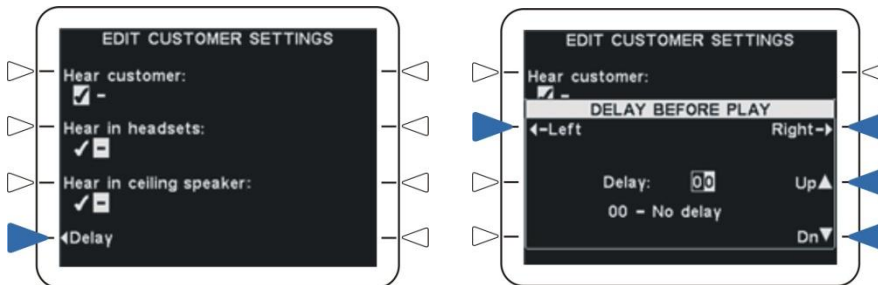 EDIT CUSTOMER SETTINGS
Hear customer:
✓ -
Hear in headsets:
✓ -
Hear in ceiling speaker:
✓ -
◀Delay
EDIT CUSTOMER SETTINGS
Hear customer:
✓ -
DELAY BEFORE PLAY
◀-Left Right-▶
Delay: 00 Up▲
00 - No delay
Dn▼